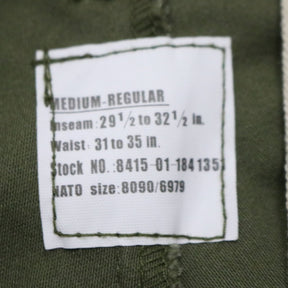 MEDIUM-REGULAR
Inseam: 29 1/2 to 32 1/2 in.
Waist: 31 to 35 in.
Stock NO.: 8415-01-1841351
NATO size: 8090/6979